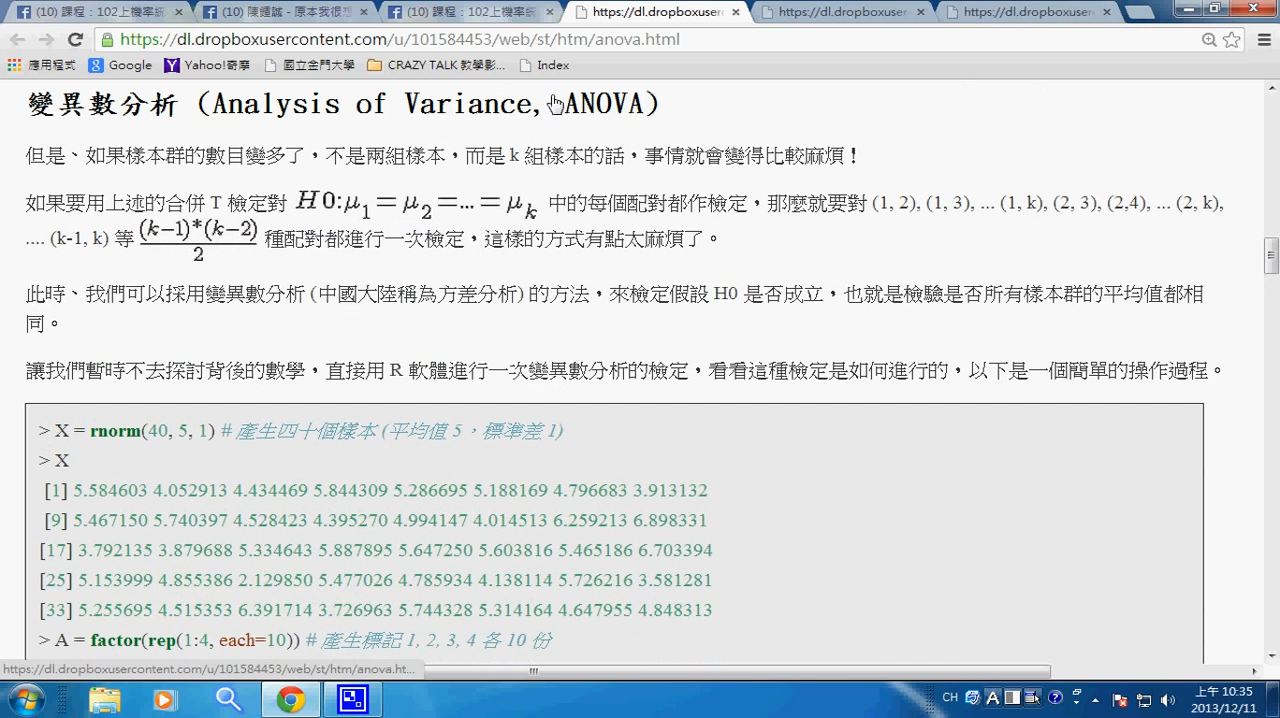 (10) 課程：102上機率統
(10) 陳鍾誠 - 原本我很想
(10) 課程：102上機率統
https://dl.dropboxuserc
https://dl.dropboxuserc
https://dl.dropboxuserc
https://dl.dropboxusercontent.com/u/101584453/web/st/htm/anova.html
應用程式 Google Yahoo!奇摩 國立金門大學 CRAZY TALK 教學影... Index
變異數分析 (Analysis of Variance, ANOVA)
但是、如果樣本群的數目變多了，不是兩組樣本，而是 k 組樣本的話，事情就會變得比較麻煩！
如果要用上述的合併 T 檢定對 H0:μ1= μ2 =...= μk 中的每個配對都作檢定，那麼就要對 (1, 2), (1, 3), ... (1, k), (2, 3), (2,4), ... (2, k),
.... (k-1, k) 等 (k−1)*(k−2)/2 種配對都進行一次檢定，這樣的方式有點太麻煩了。
此時、我們可以採用變異數分析 (中國大陸稱為方差分析) 的方法，來檢定假設 H0 是否成立，也就是檢驗是否所有樣本群的平均值都相
同。
讓我們暫時不去探討背後的數學，直接用 R 軟體進行一次變異數分析的檢定，看看這種檢定是如何進行的，以下是一個簡單的操作過程。
> X = rnorm(40, 5, 1) # 產生四十個樣本 (平均值 5，標準差 1)
> X
[1] 5.584603 4.052913 4.434469 5.844309 5.286695 5.188169 4.796683 3.913132
[9] 5.467150 5.740397 4.528423 4.395270 4.994147 4.014513 6.259213 6.898331
[17] 3.792135 3.879688 5.334643 5.887895 5.647250 5.603816 5.465186 6.703394
[25] 5.153999 4.855386 2.129850 5.477026 4.785934 4.138114 5.726216 3.581281
[33] 5.255695 4.515353 6.391714 3.726963 5.744328 5.314164 4.647955 4.848313
> A = factor(rep(1:4, each=10)) # 產生標記 1, 2, 3, 4 各 10 份
https://dl.dropboxusercontent.com/u/101584453/web/st/htm/anova.ht...
CH
上午 10:35
2013/12/11